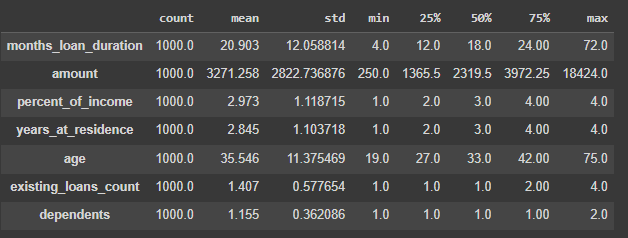 count mean std min 25% 50% 75% max
months_loan_duration 1000.0 20.903 12.058814 4.0 12.0 18.0 24.00 72.0
amount 1000.0 3271.258 2822.736876 250.0 1365.5 2319.5 3972.25 18424.0
percent_of_income 1000.0 2.973 1.118715 1.0 2.0 3.0 4.00 4.0
years_at_residence 1000.0 2.845 1.103718 1.0 2.0 3.0 4.00 4.0
age 1000.0 35.546 11.375469 19.0 27.0 33.0 42.00 75.0
existing_loans_count 1000.0 1.407 0.577654 1.0 1.0 1.0 2.00 4.0
dependents 1000.0 1.155 0.362086 1.0 1.0 1.0 1.00 2.0